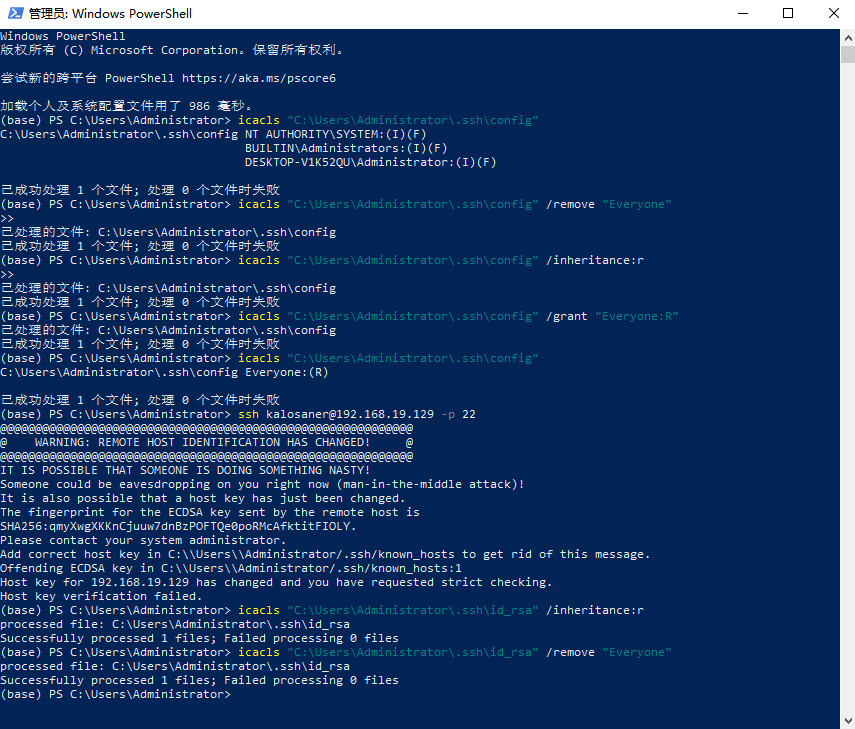 管理员: Windows PowerShell
Windows PowerShell
版权所有 (C) Microsoft Corporation。保留所有权利。
尝试新的跨平台 PowerShell https://aka.ms/pscore6
加载个人及系统配置文件用了 986 毫秒。
(base) PS C:\Users\Administrator> icacls "C:\Users\Administrator\.ssh\config"
C:\Users\Administrator\.ssh\config NT AUTHORITY\SYSTEM:(I)(F)
BUILTIN\Administrators:(I)(F)
DESKTOP-V1K52QU\Administrator:(I)(F)
已成功处理 1 个文件; 处理 0 个文件时失败
(base) PS C:\Users\Administrator> icacls "C:\Users\Administrator\.ssh\config" /remove "Everyone"
>>
已处理的文件: C:\Users\Administrator\.ssh\config
已成功处理 1 个文件; 处理 0 个文件时失败
(base) PS C:\Users\Administrator> icacls "C:\Users\Administrator\.ssh\config" /inheritance:r
>>
已处理的文件: C:\Users\Administrator\.ssh\config
已成功处理 1 个文件; 处理 0 个文件时失败
(base) PS C:\Users\Administrator> icacls "C:\Users\Administrator\.ssh\config" /grant "Everyone:R"
已处理的文件: C:\Users\Administrator\.ssh\config
已成功处理 1 个文件; 处理 0 个文件时失败
(base) PS C:\Users\Administrator> icacls "C:\Users\Administrator\.ssh\config"
C:\Users\Administrator\.ssh\config Everyone:(R)
已成功处理 1 个文件; 处理 0 个文件时失败
(base) PS C:\Users\Administrator> ssh kalosaner@192.168.19.129 -p 22
@@@@@@@@@@@@@@@@@@@@@@@@@@@@@@@@@@@@@@@@@@@@@@@@@@@@@@@@@@@
@    WARNING: REMOTE HOST IDENTIFICATION HAS CHANGED!     @
@@@@@@@@@@@@@@@@@@@@@@@@@@@@@@@@@@@@@@@@@@@@@@@@@@@@@@@@@@@
IT IS POSSIBLE THAT SOMEONE IS DOING SOMETHING NASTY!
Someone could be eavesdropping on you right now (man-in-the-middle attack)!
It is also possible that a host key has just been changed.
The fingerprint for the ECDSA key sent by the remote host is
SHA256:qmyXwgXKKnCjuuw7dnBzPOFTQe0poRMcAfktitFIOLY.
Please contact your system administrator.
Add correct host key in C:\\Users\\Administrator/.ssh/known_hosts to get rid of this message.
Offending ECDSA key in C:\\Users\\Administrator/.ssh/known_hosts:1
Host key for 192.168.19.129 has changed and you have requested strict checking.
Host key verification failed.
(base) PS C:\Users\Administrator> icacls "C:\Users\Administrator\.ssh\id_rsa" /inheritance:r
processed file: C:\Users\Administrator\.ssh\id_rsa
Successfully processed 1 files; Failed processing 0 files
(base) PS C:\Users\Administrator> icacls "C:\Users\Administrator\.ssh\id_rsa" /remove "Everyone"
processed file: C:\Users\Administrator\.ssh\id_rsa
Successfully processed 1 files; Failed processing 0 files
(base) PS C:\Users\Administrator>